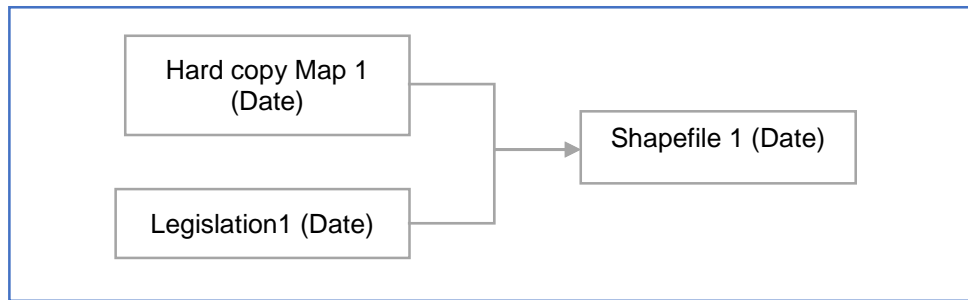 Hard copy Map 1
(Date)
Shapefile 1 (Date)
Legislation1 (Date)